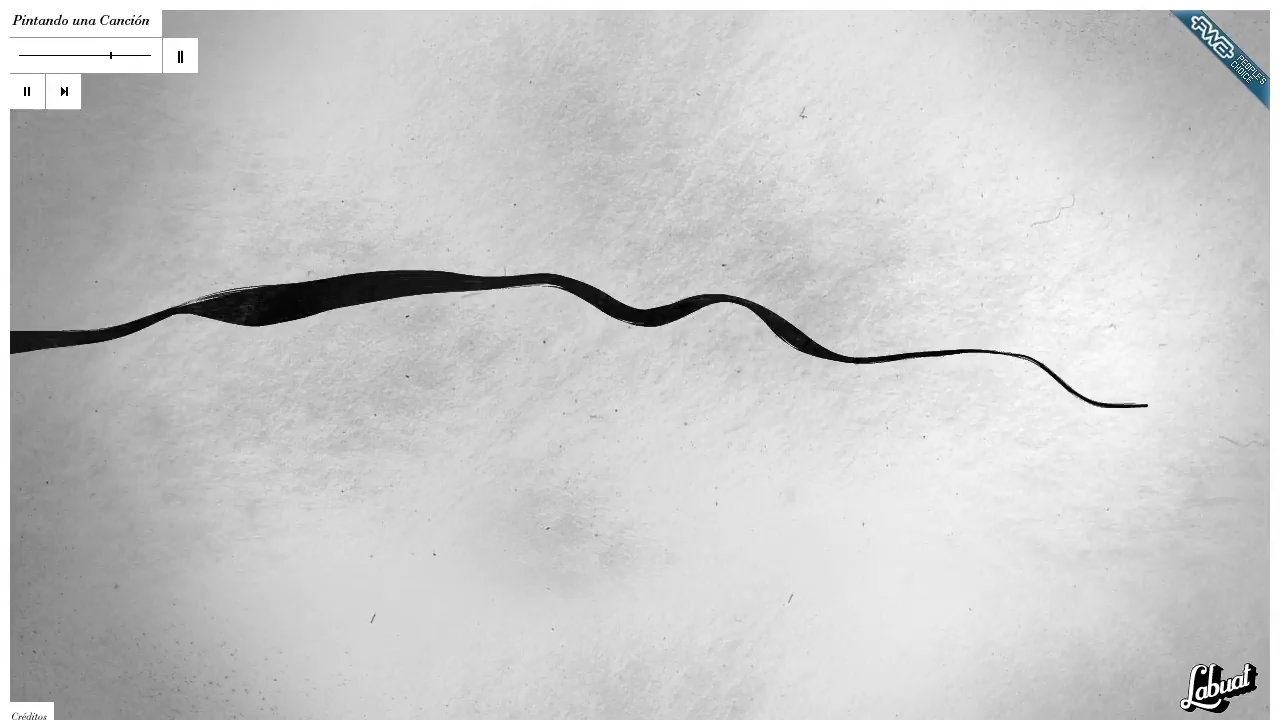 Pintando una Canción
FWA
PEOPLE'S
CHOICE
Labuat
Créditos